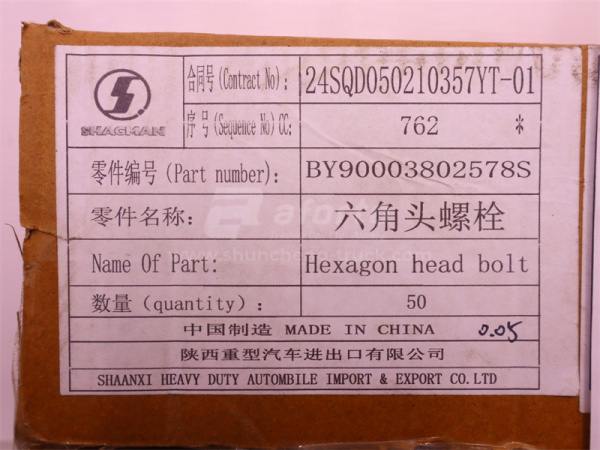 SHACMAN
合同号(Contract No): 24SQD050210357YT-01
序号(Sequence No)CC: 762 *
零件编号(Part number): BY90003802578S
零件名称: 六角头螺栓
Name Of Part: Hexagon head bolt
数量(quantity): 50
中国制造 MADE IN CHINA 0.05
陕西重型汽车进出口有限公司
SHAANXI HEAVY DUTY AUTOMBILE IMPORT & EXPORT CO.LTD